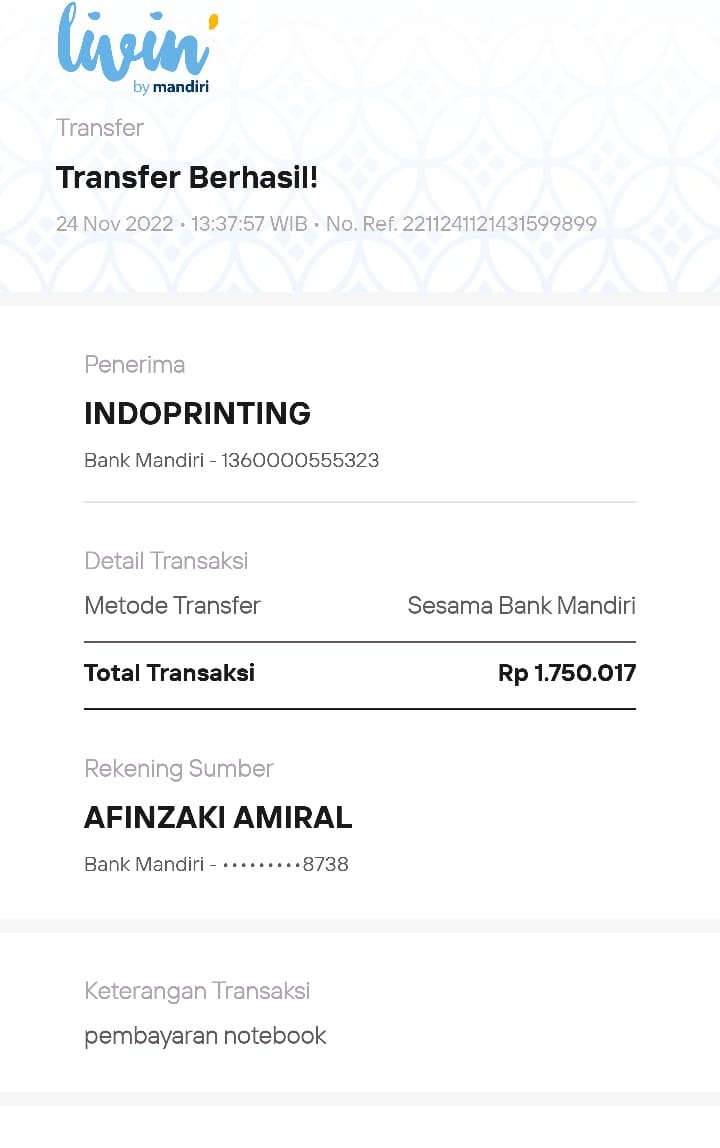 livin'
by mandiri
Transfer
Transfer Berhasil!
24 Nov 2022 • 13:37:57 WIB • No. Ref. 2211241121431599899
Penerima
INDOPRINTING
Bank Mandiri - 1360000555323
Detail Transaksi
Metode Transfer Sesama Bank Mandiri
Total Transaksi Rp 1.750.017
Rekening Sumber
AFINZAKI AMIRAL
Bank Mandiri - •••••••••8738
Keterangan Transaksi
pembayaran notebook